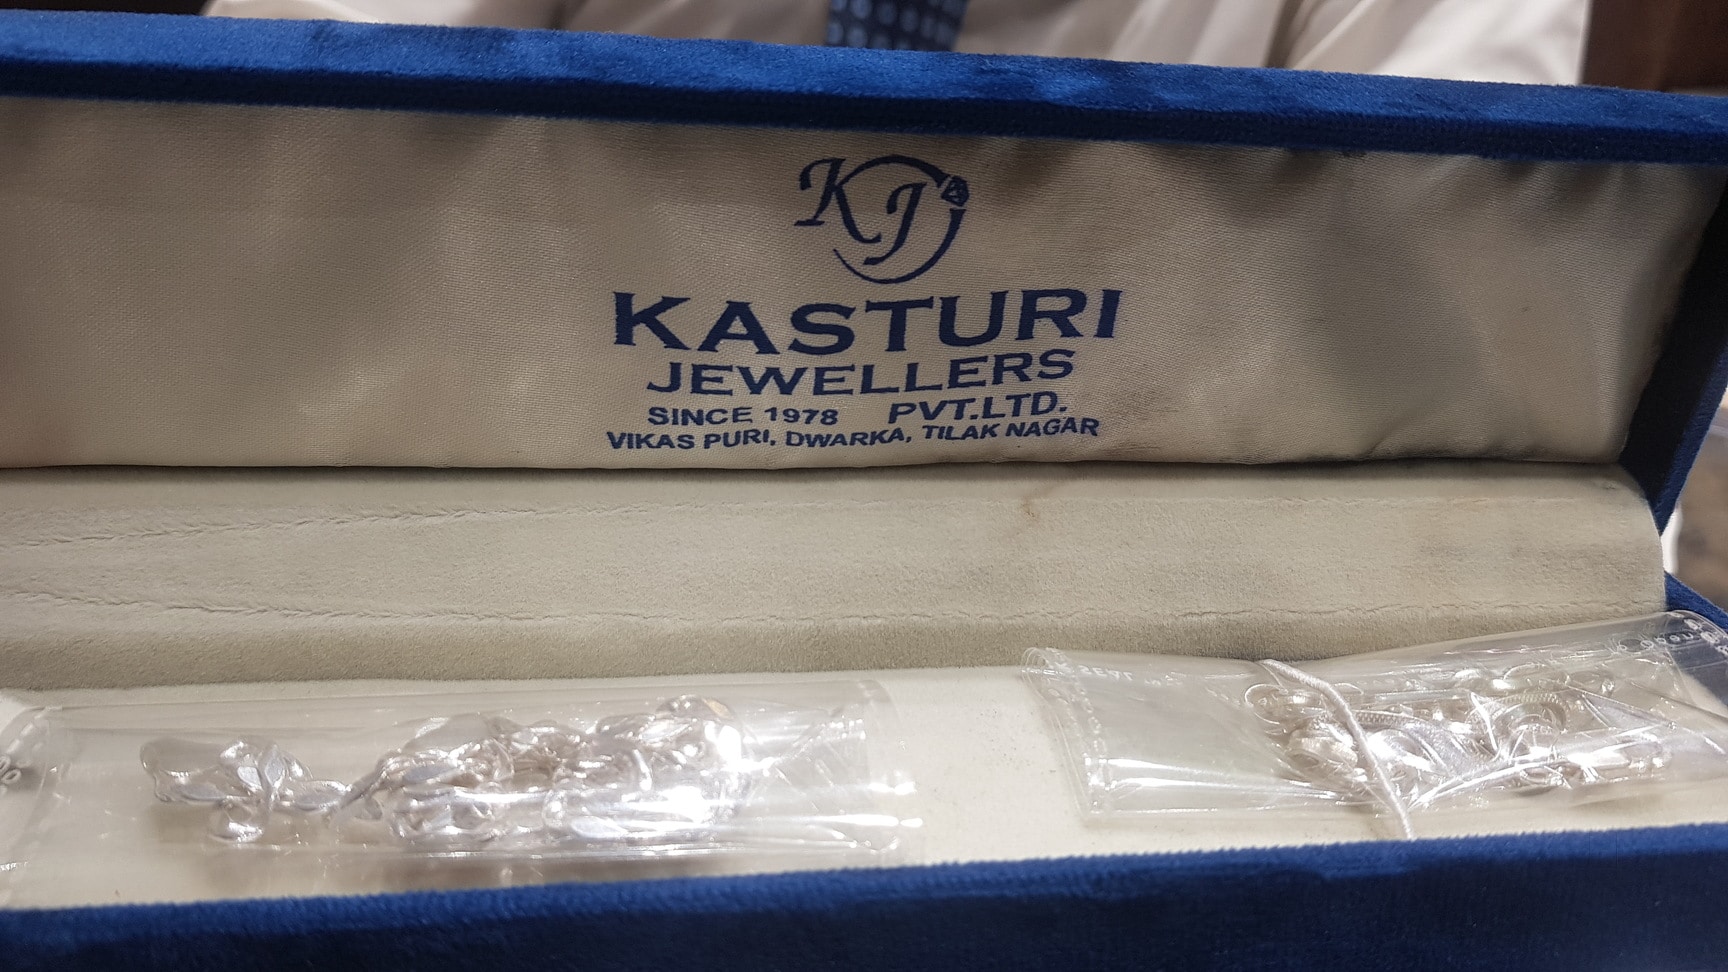 KJ
KASTURI
JEWELLERS
SINCE 1978 PVT.LTD.
VIKAS PURI, DWARKA, TILAK NAGAR